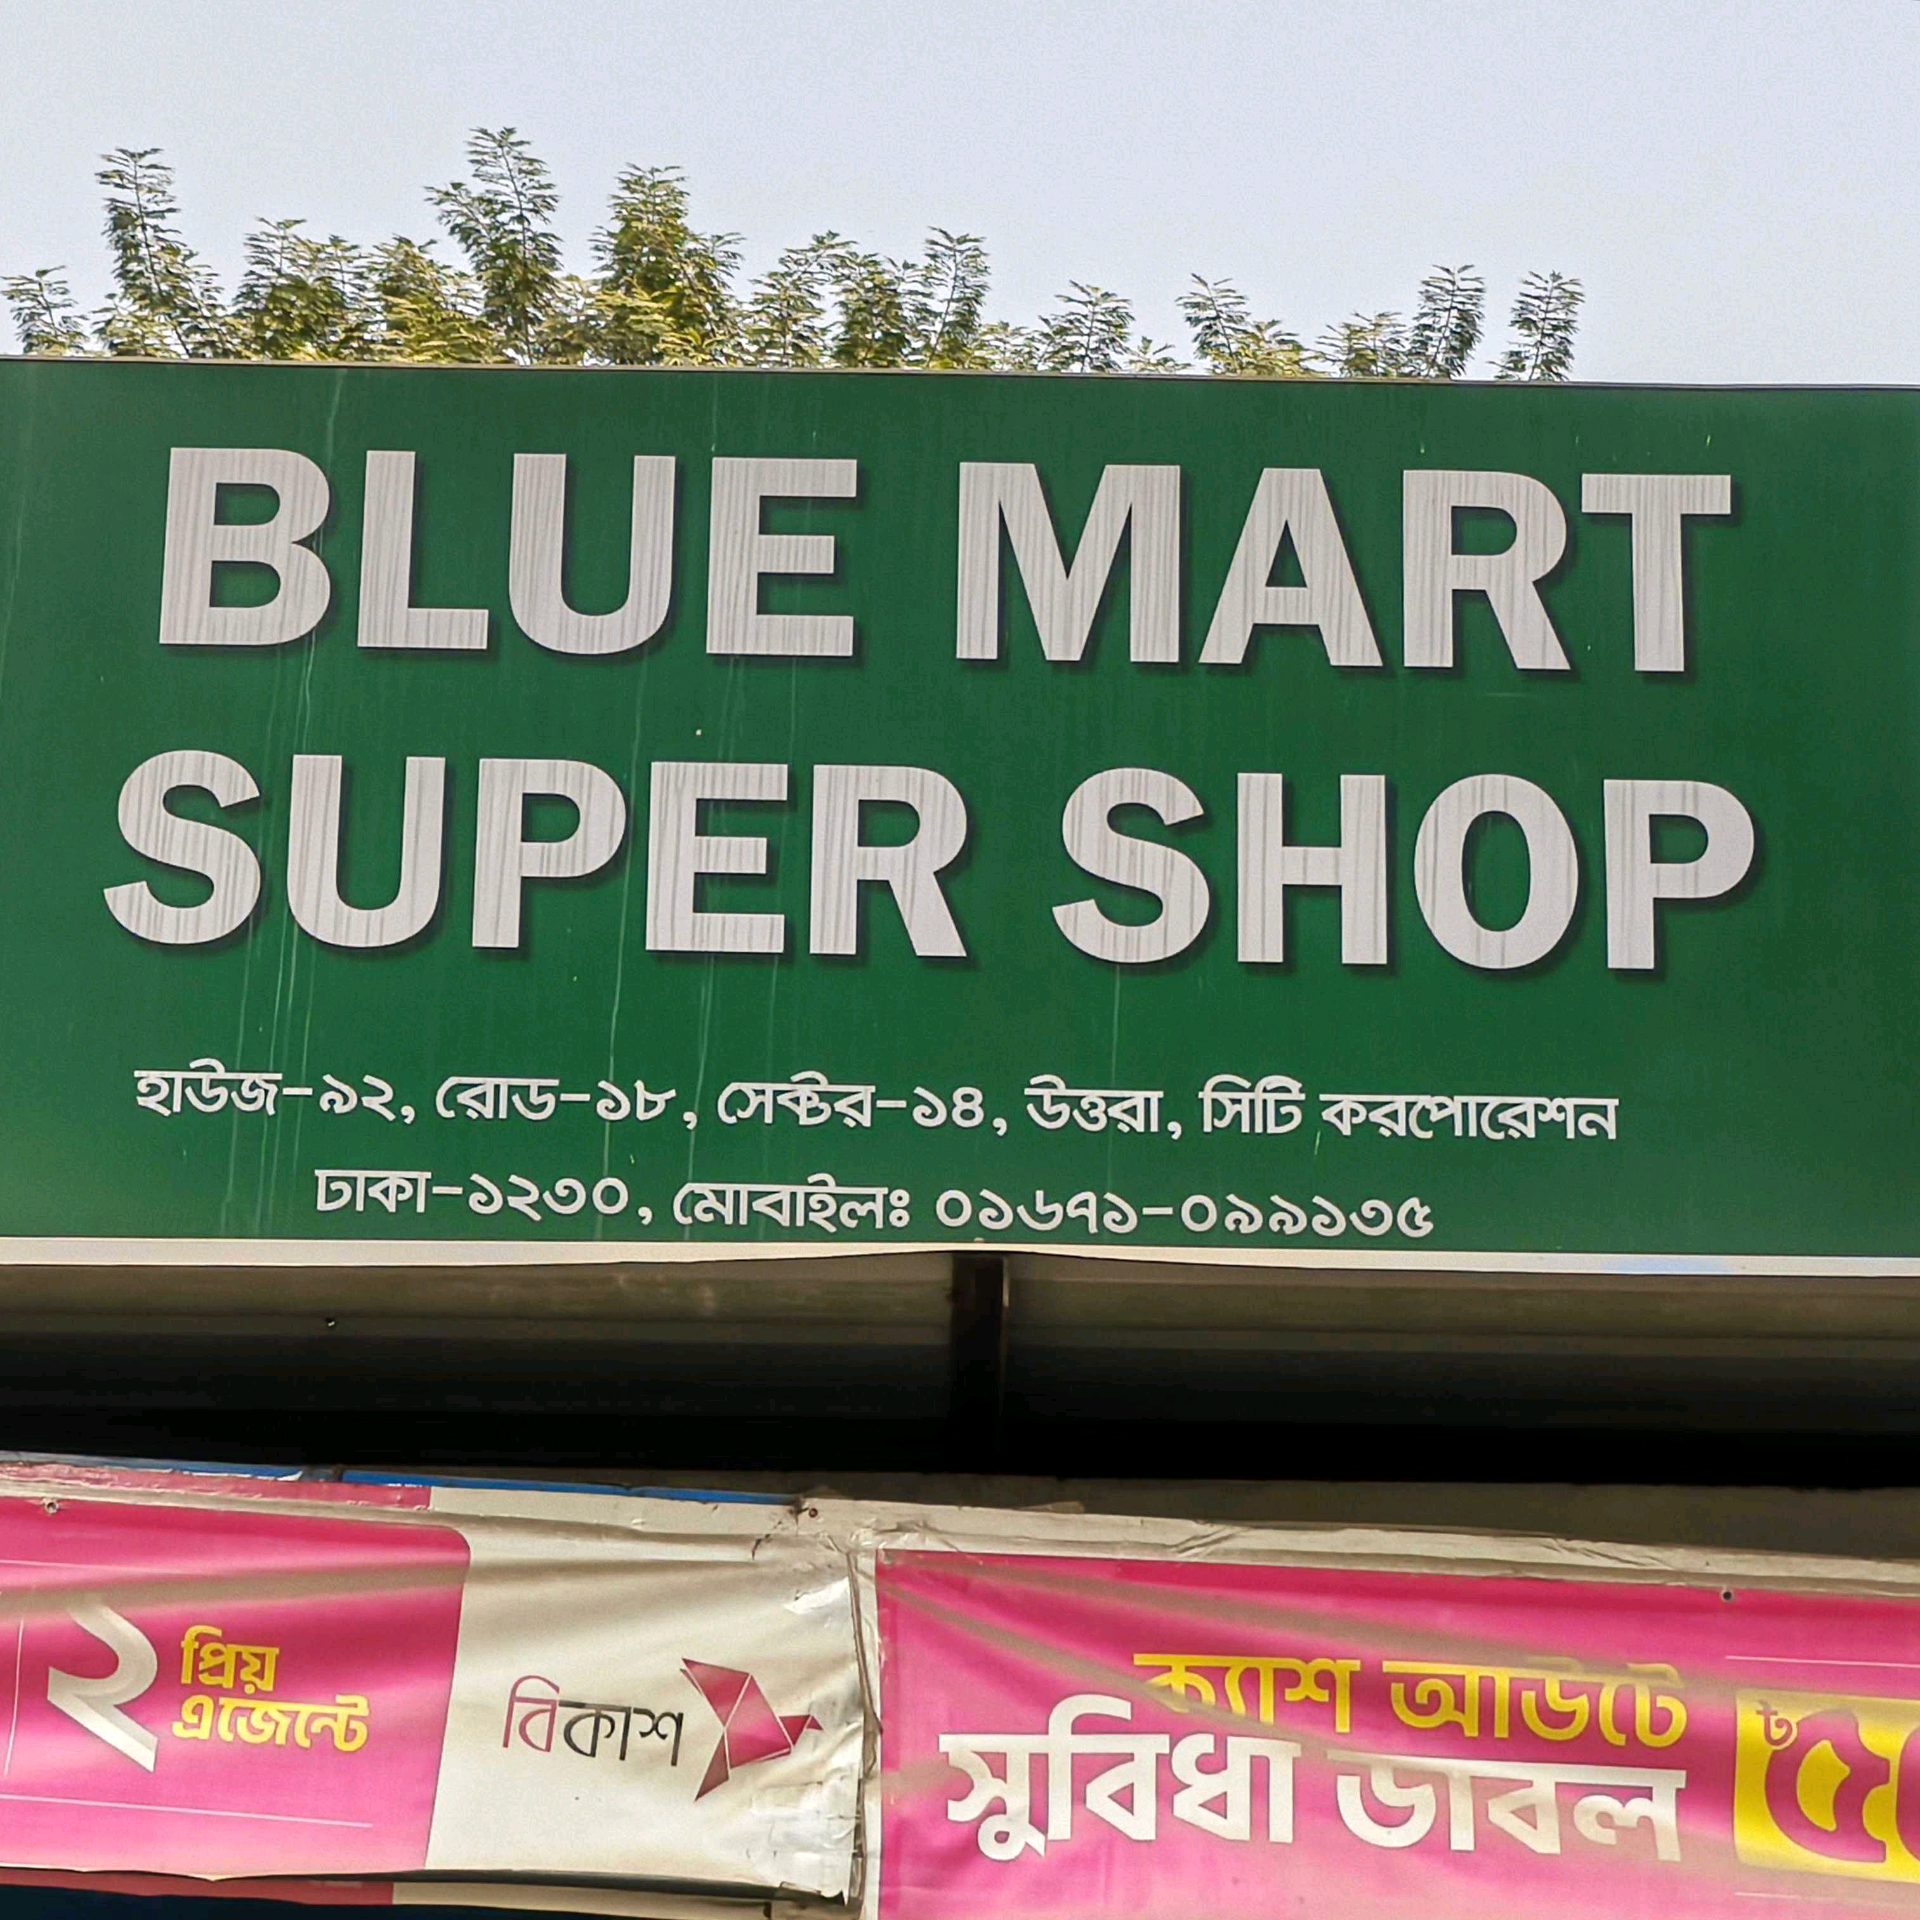 BLUE MART
SUPER SHOP
হাউজ-৯২, রোড-১৮, সেক্টর-১৪, উত্তরা, সিটি করপোরেশন
ঢাকা-১২৩০, মোবাইলঃ ০১৬৭১-০৯৯১৩৫
২ প্রিয়
এজেন্টে
বিকাশ
ক্যাশ আউটে
সুবিধা ডাবল